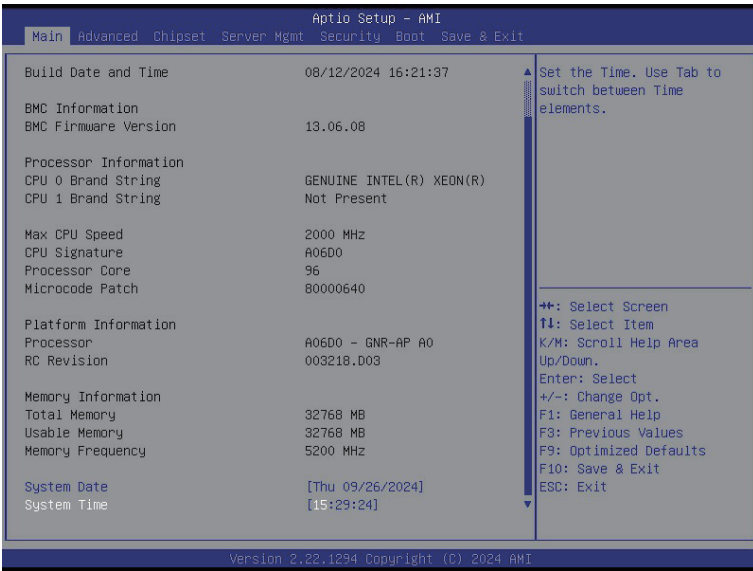 Aptio Setup – AMI
Main Advanced Chipset Server Mgmt Security Boot Save & Exit
Build Date and Time 08/12/2024 16:21:37
BMC Information
BMC Firmware Version 13.06.08
Processor Information
CPU 0 Brand String GENUINE INTEL(R) XEON(R)
CPU 1 Brand String Not Present
Max CPU Speed 2000 MHz
CPU Signature A06D0
Processor Core 96
Microcode Patch 80000640
Platform Information
Processor A06D0 – GNR-AP A0
RC Revision 003218.D03
Memory Information
Total Memory 32768 MB
Usable Memory 32768 MB
Memory Frequency 5200 MHz
System Date [Thu 09/26/2024]
System Time [15:29:24]
Set the Time. Use Tab to
switch between Time
elements.
→←: Select Screen
↑↓: Select Item
K/M: Scroll Help Area
Up/Down.
Enter: Select
+/-: Change Opt.
F1: General Help
F3: Previous Values
F9: Optimized Defaults
F10: Save & Exit
ESC: Exit
Version 2.22.1294 Copyright (C) 2024 AMI